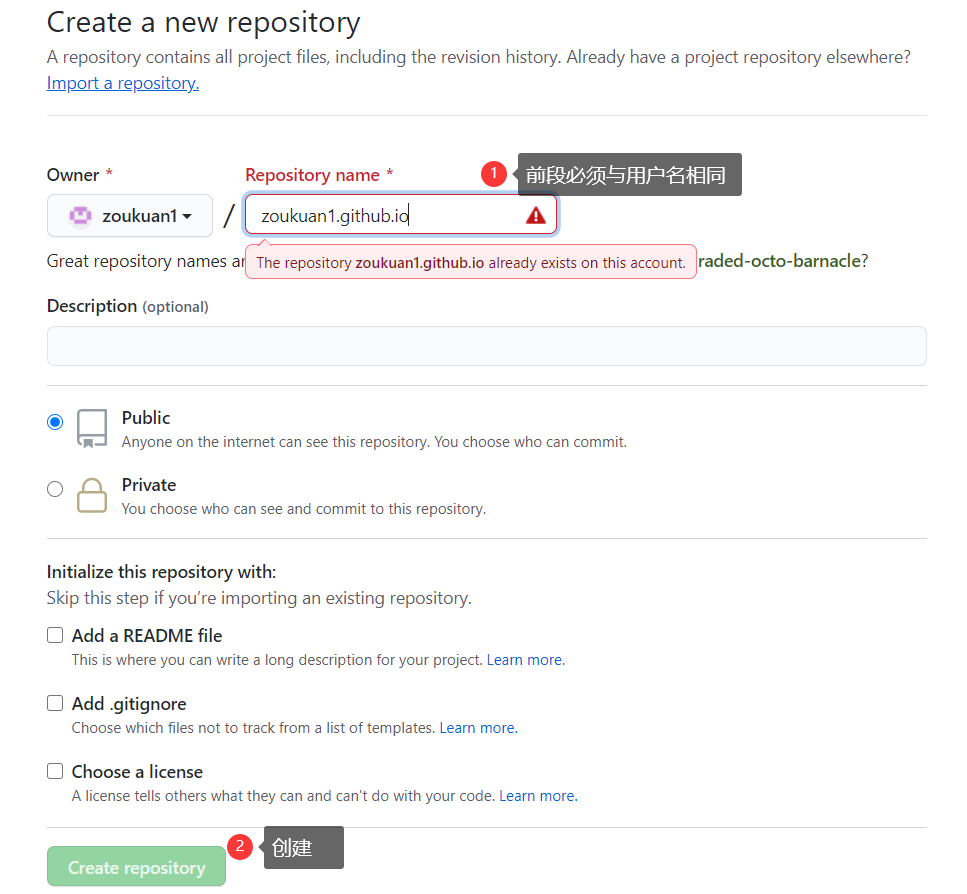 Create a new repository
A repository contains all project files, including the revision history. Already have a project repository elsewhere?
Import a repository.
Owner *
Repository name *
1
前段必须与用户名相同
zoukuan1
/
zoukuan1.github.io
Great repository names ar
The repository zoukuan1.github.io already exists on this account.
raded-octo-barnacle?
Description (optional)
Public
Anyone on the internet can see this repository. You choose who can commit.
Private
You choose who can see and commit to this repository.
Initialize this repository with:
Skip this step if you’re importing an existing repository.
Add a README file
This is where you can write a long description for your project. Learn more.
Add .gitignore
Choose which files not to track from a list of templates. Learn more.
Choose a license
A license tells others what they can and can't do with your code. Learn more.
2
创建
Create repository